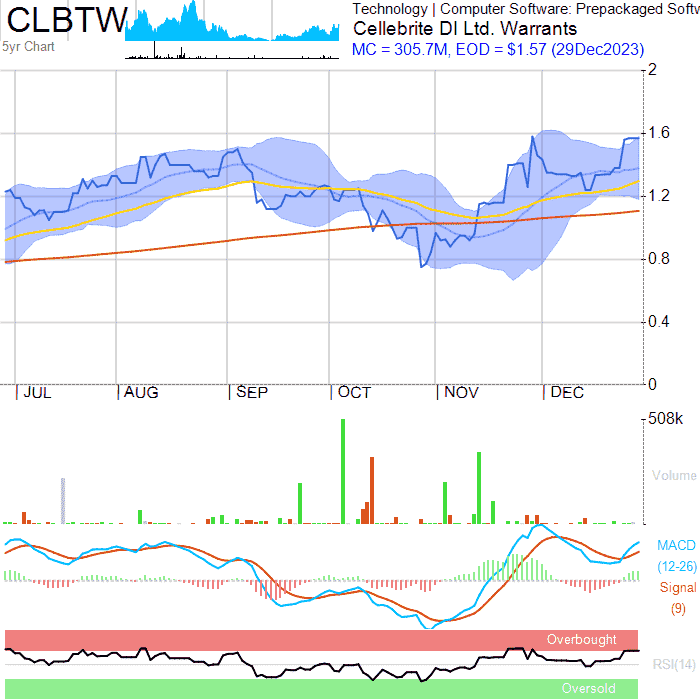 CLBTW
5yr Chart
Technology | Computer Software: Prepackaged Softw
Cellebrite DI Ltd. Warrants
MC = 305.7M, EOD = $1.57 (29Dec2023)
2
1.6
1.2
0.8
0.4
0
JUL AUG SEP OCT NOV DEC
508k
Volume
MACD
(12-26)
Signal
(9)
Overbought
RSI(14)
Oversold